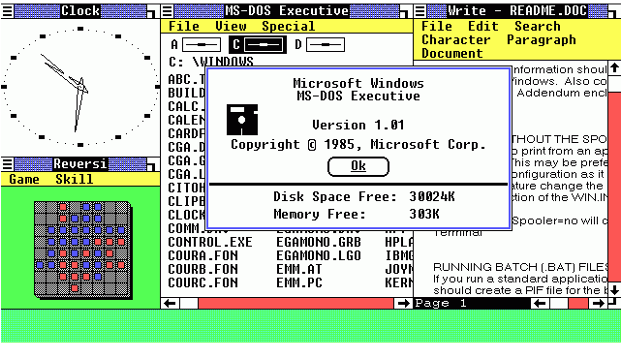 Clock
MS-DOS Executive
Write - README.DOC
File View Special
File Edit Search
Character Paragraph
Document
A C D
C: \WINDOWS
ABC.T
BUILD
CALC.
CALEN
CARDF
CGA.D
CGA.G
CGA.L
CITOH
CLIPB
CLOCK
COMM.
CONTROL.EXE EGAMONO.GRB HPLA
COURA.FON EGAMONO.LGO IBMG
COURB.FON EMM.AT JOYM
COURC.FON EMM.PC KERN
Microsoft Windows
MS-DOS Executive
Version 1.01
Copyright © 1985, Microsoft Corp.
Ok
Disk Space Free: 30024K
Memory Free: 303K
Reversi
Game Skill
nformation shoul
indows. Also co
Addendum encl
THOUT THE SPO
o print from an ap
This may be prefe
onfiguration as it
ature change the
ction of the WIN.IN
Spooler=no will c
Terminal
RUNNING BATCH (.BAT) FILES
If you run a standard applicatio
should create a PIF file for the b
Page 1